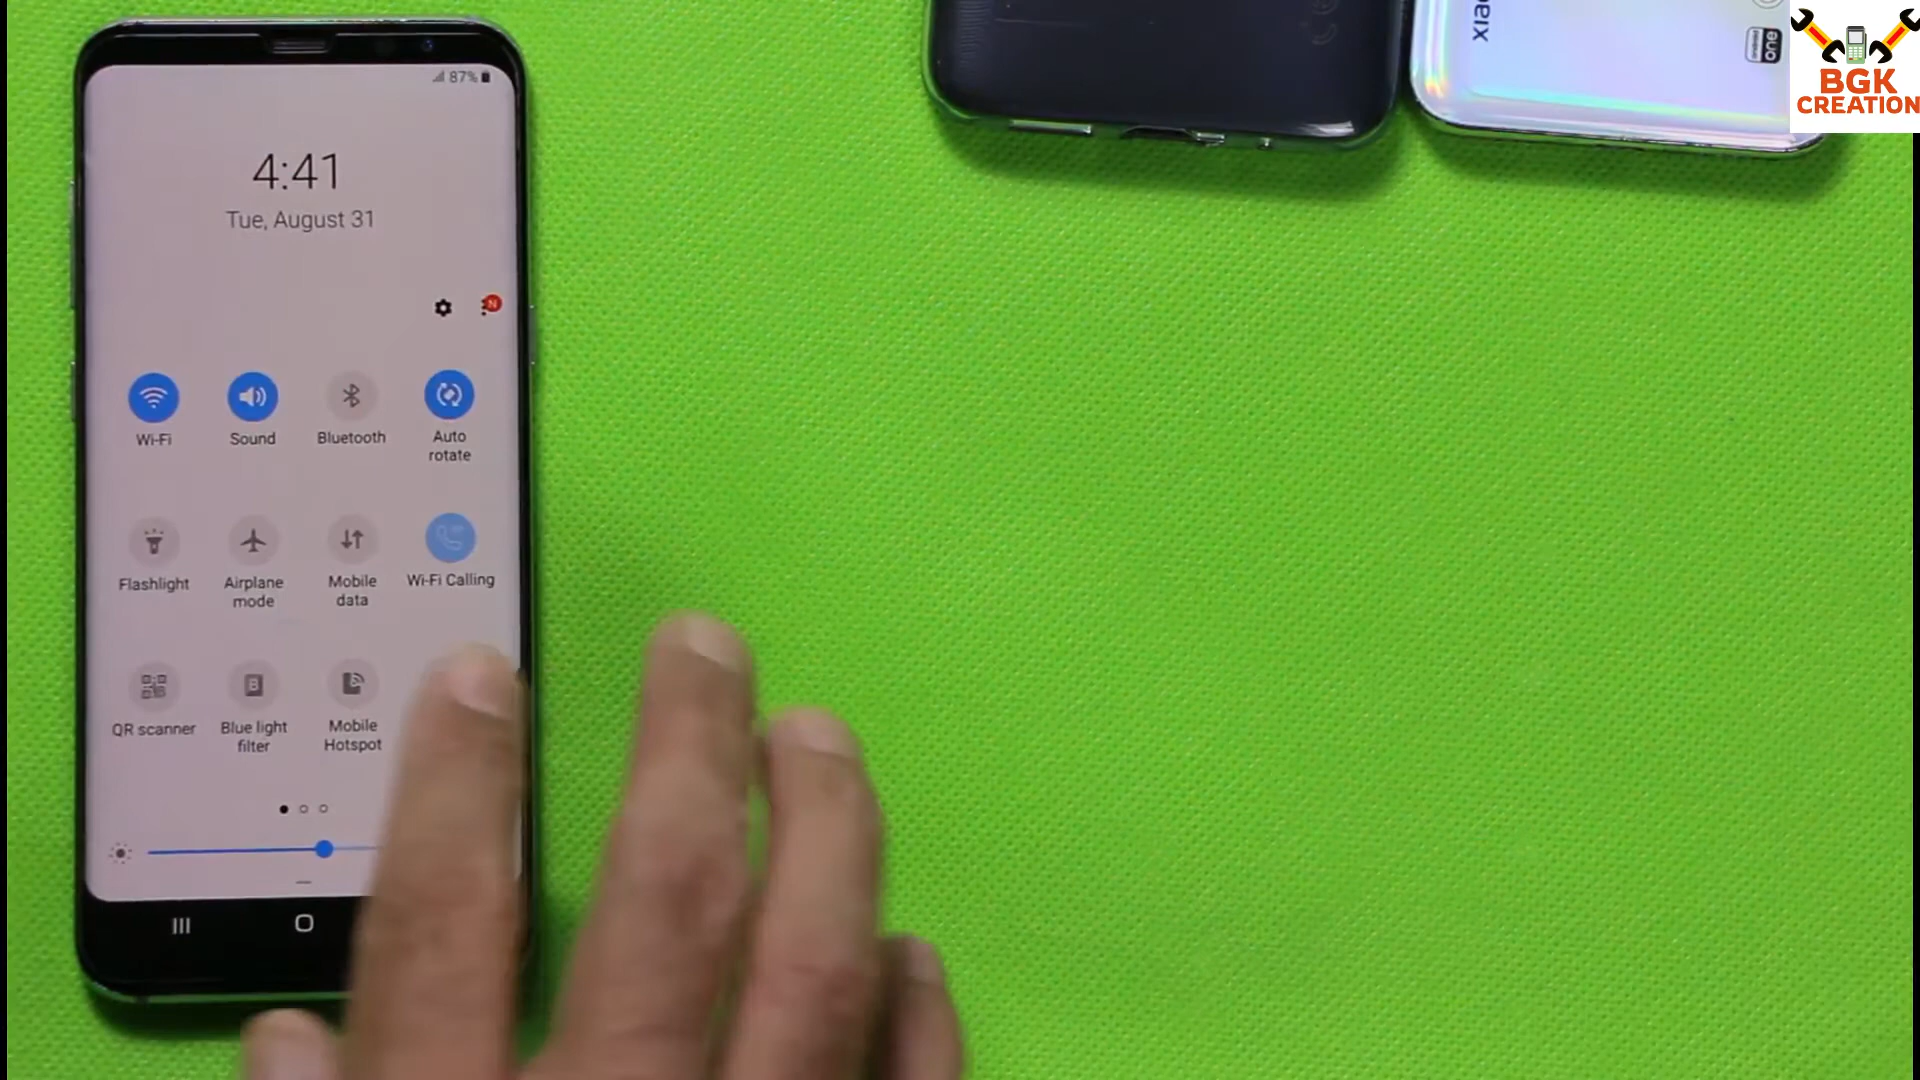 87%
4:41
Tue, August 31
N
Wi-Fi
Sound
Bluetooth
Auto
rotate
Flashlight
Airplane
mode
Mobile
data
Wi-Fi Calling
QR scanner
Blue light
filter
Mobile
Hotspot
one
BGK
CREATION